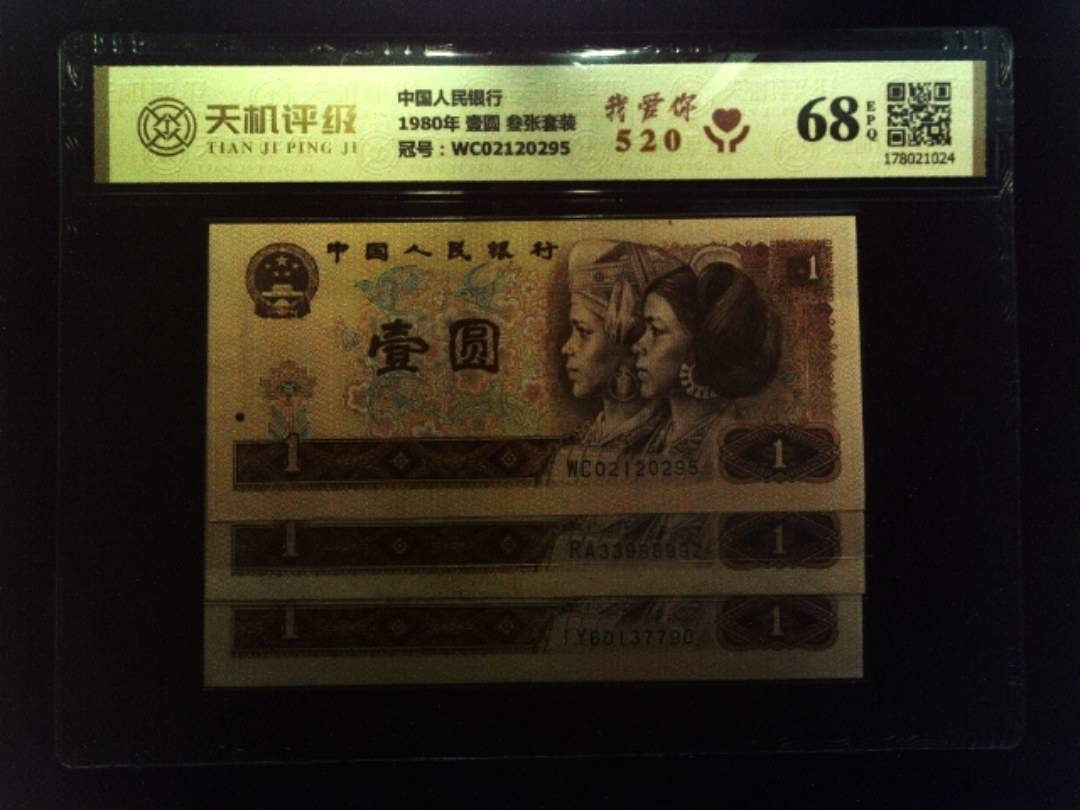 天机评级
TIAN JI PING JI
中国人民银行
1980年 壹圆 叁张套装
冠号：WC02120295
我爱你
520
68
EPQ
178021024
中国人民银行
1
壹圆
1
WC02120295
1
1
RA33988992
1
1
IY80137790
1